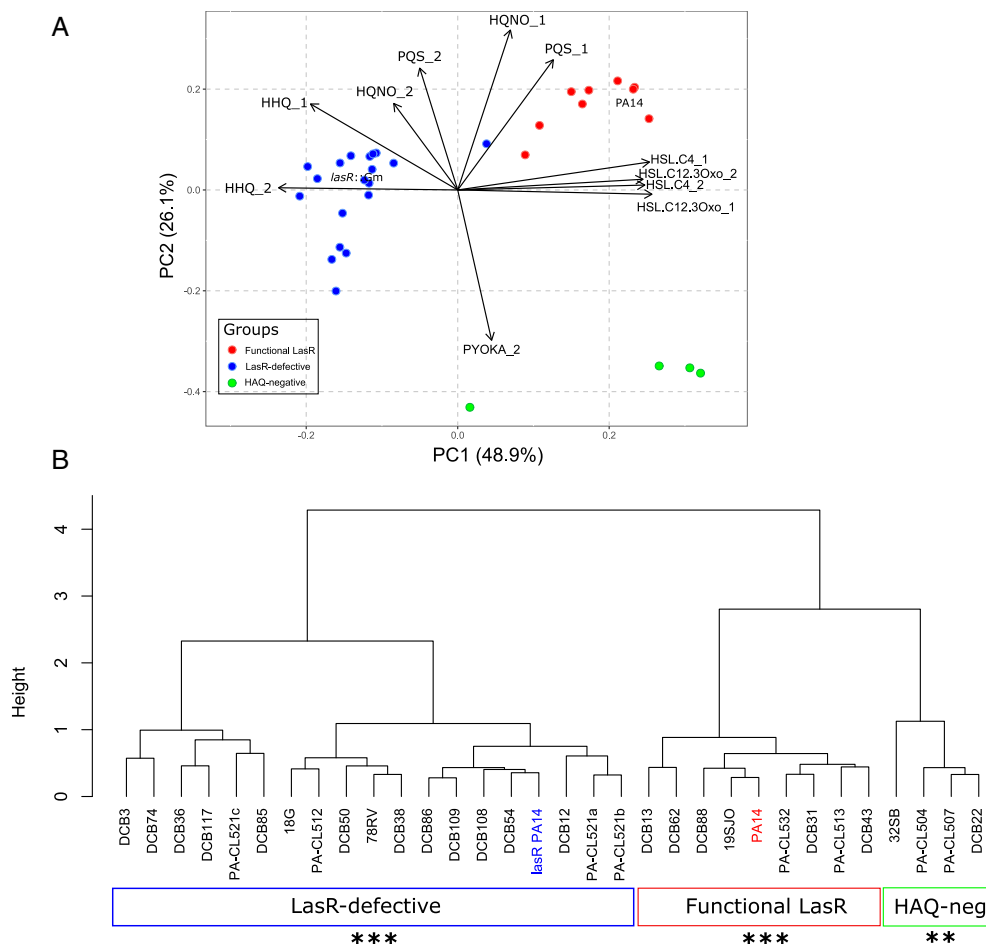 A
HQNO_1
PQS_1
PQS_2
HQNO_2
HHQ_1
PA14
HSL.C4_1
HSL.C12.3Oxo_2
HSL.C4_2
HSL.C12.3Oxo_1
lasR::Gm
HHQ_2
PYOKA_2
0.2
0.0
-0.2
-0.4
PC2 (26.1%)
Groups
Functional LasR
LasR-defective
HAQ-negative
-0.2
0.0
0.2
PC1 (48.9%)
B
4
3
2
1
0
Height
DCB3
DCB74
DCB36
DCB117
PA-CL521c
DCB85
18G
PA-CL512
DCB50
78RV
DCB38
DCB86
DCB109
DCB108
DCB54
lasR PA14
DCB12
PA-CL521a
PA-CL521b
DCB13
DCB62
DCB88
19SJO
PA14
PA-CL532
DCB31
PA-CL513
DCB43
32SB
PA-CL504
PA-CL507
DCB22
LasR-defective
Functional LasR
HAQ-neg
***
***
**